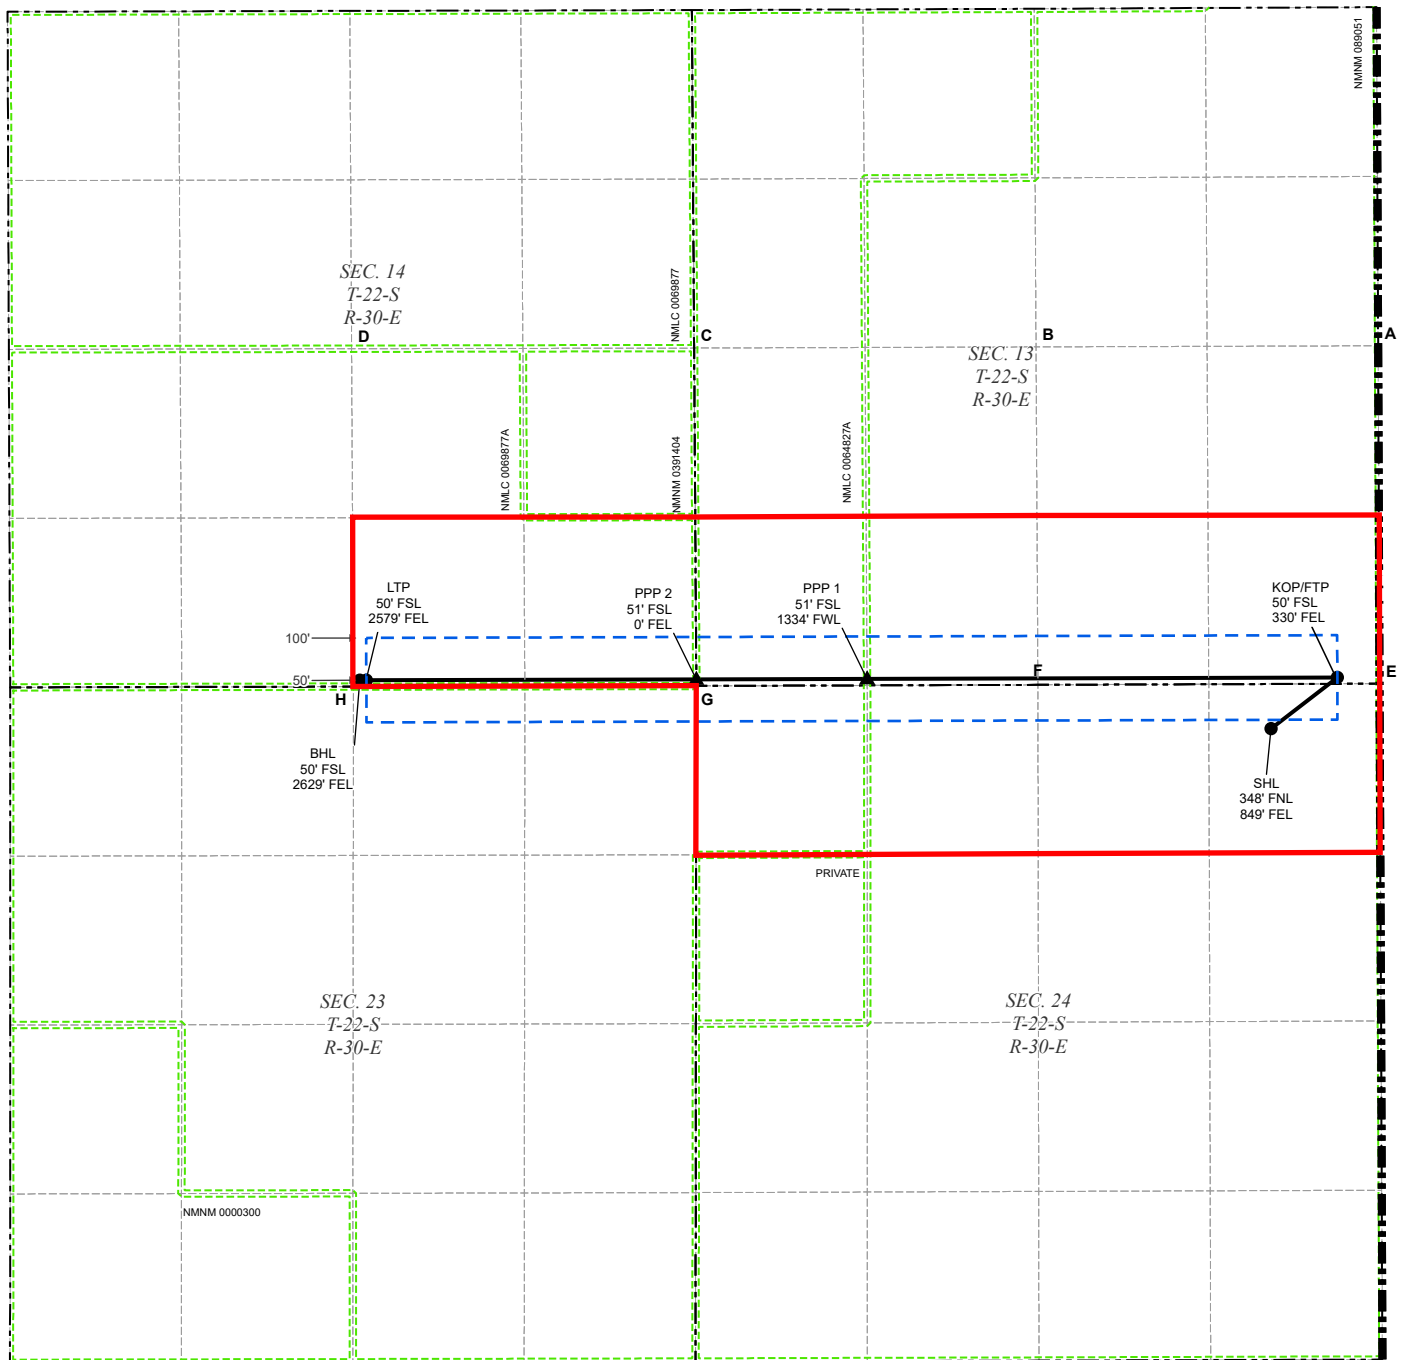 NMNM 089051
SEC. 14
T-22-S
R-30-E
D
NMLC 0069877
C
B
A
SEC. 13
T-22-S
R-30-E
NMLC 0069877A
NMNM 0391404
NMLC 0064827A
LTP
50' FSL
2579' FEL
PPP 2
51' FSL
0' FEL
PPP 1
51' FSL
1334' FWL
KOP/FTP
50' FSL
330' FEL
100'
50'
F
E
H
G
BHL
50' FSL
2629' FEL
SHL
348' FNL
849' FEL
PRIVATE
SEC. 23
T-22-S
R-30-E
SEC. 24
T-22-S
R-30-E
NMNM 0000300